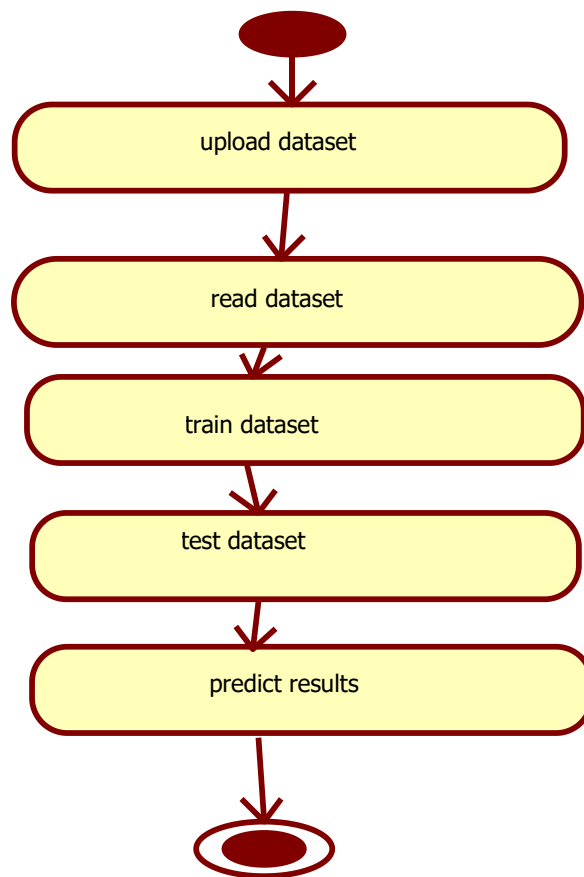 upload dataset
read dataset
train dataset
test dataset
predict results